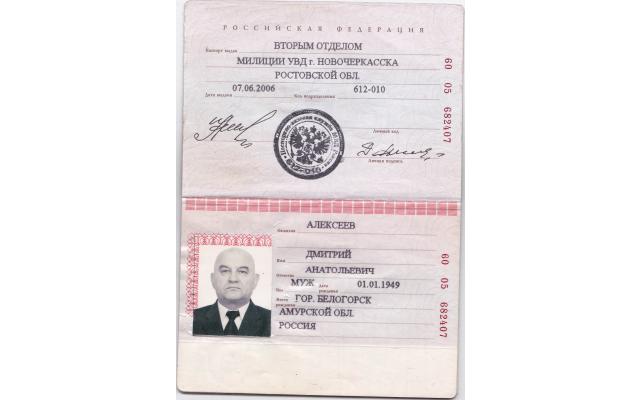 РОССИЙСКАЯ ФЕДЕРАЦИЯ
Паспорт выдан ВТОРЫМ ОТДЕЛОМ
МИЛИЦИИ УВД г. НОВОЧЕРКАССКА
РОСТОВСКОЙ ОБЛ.
Дата выдачи 07.06.2006 Код подразделения 612-010
Личный код
Личная подпись
60 05 682407
Фамилия АЛЕКСЕЕВ
Имя ДМИТРИЙ
Отчество АНАТОЛЬЕВИЧ
Пол МУЖ Дата рождения 01.01.1949
Место рождения ГОР. БЕЛОГОРСК
АМУРСКОЙ ОБЛ.
РОССИЯ
60 05 682407